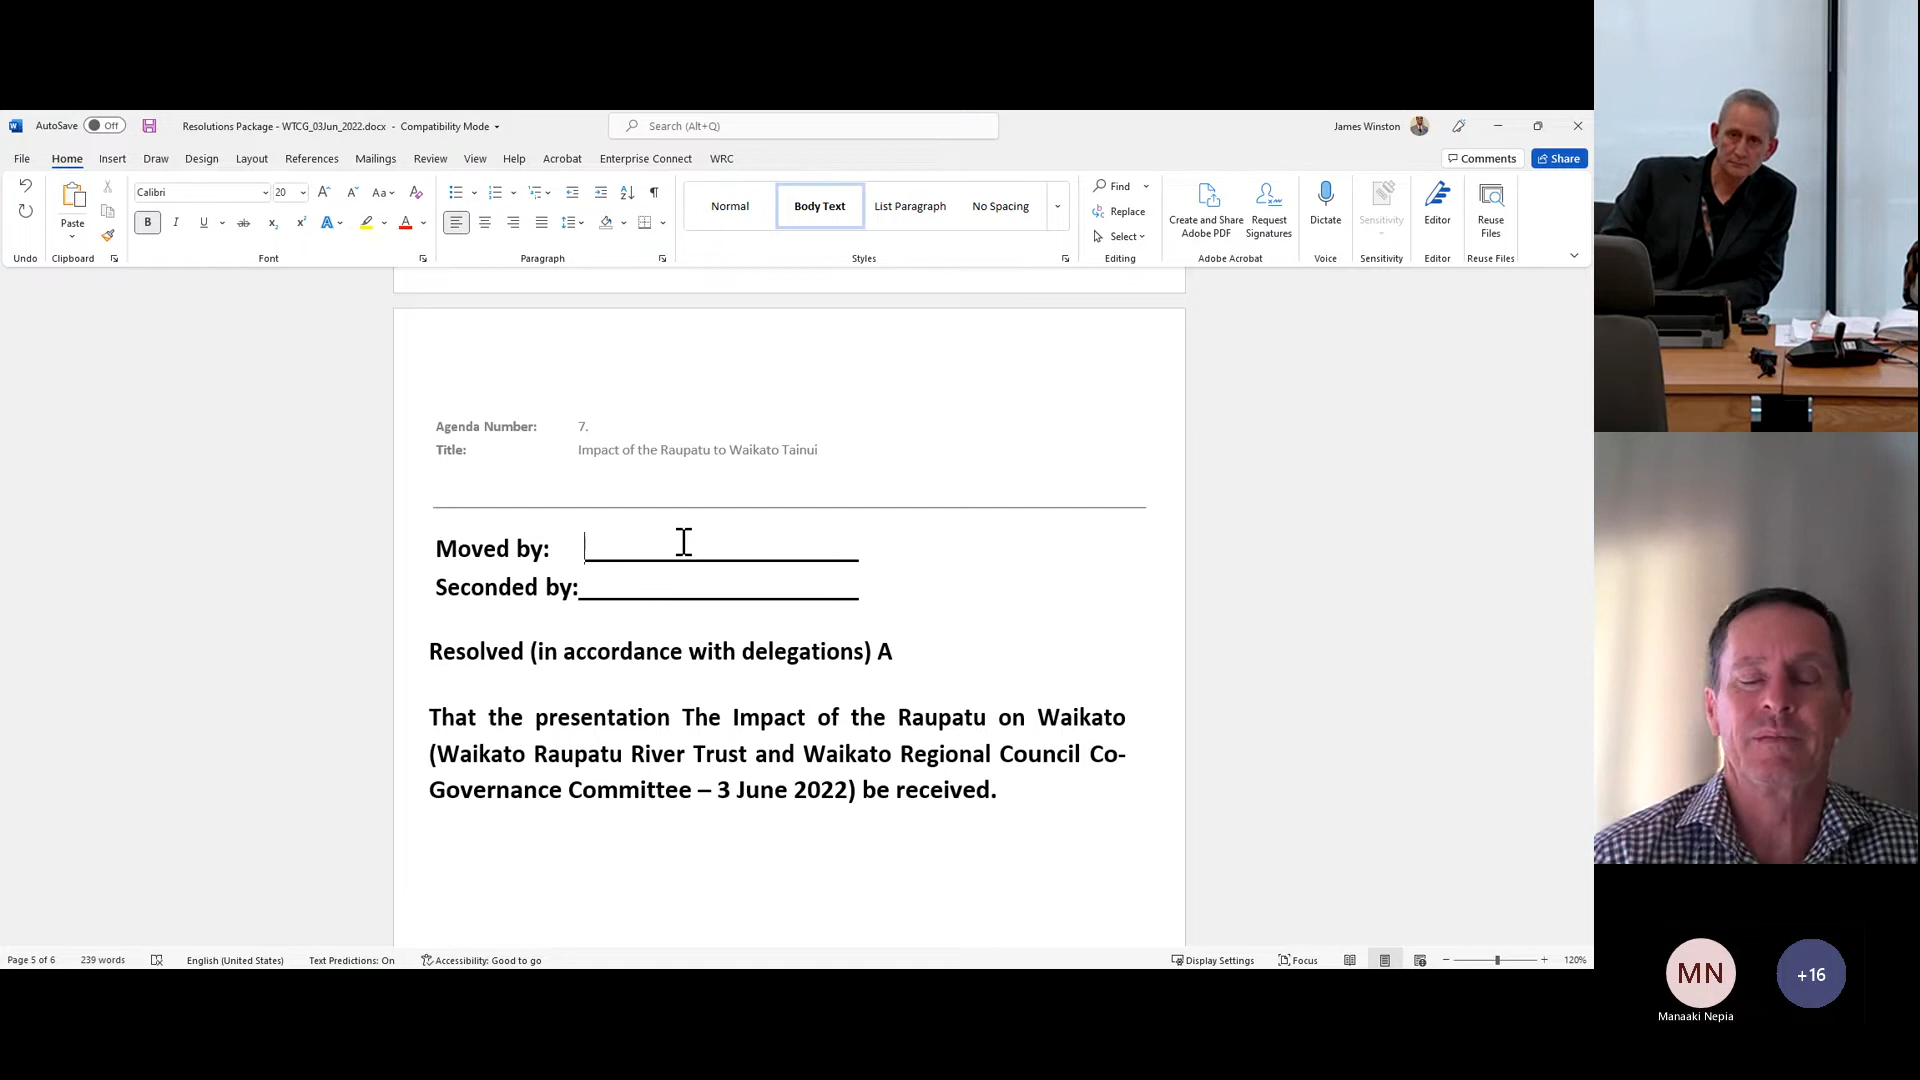 AutoSave Off Resolutions Package - WTCG_03Jun_2022.docx - Compatibility Mode Search (Alt+Q) James Winston
File Home Insert Draw Design Layout References Mailings Review View Help Acrobat Enterprise Connect WRC Comments Share
Calibri 20 Aa
Paste
B I U ab x₂ x² A A
Normal Body Text List Paragraph No Spacing
Find
Replace
Select
Create and Share Adobe PDF
Request Signatures
Dictate
Sensitivity
Editor
Reuse Files
Undo Clipboard Font Paragraph Styles Editing Adobe Acrobat Voice Sensitivity Editor Reuse Files
Agenda Number: 7.
Title: Impact of the Raupatu to Waikato Tainui
Moved by:
Seconded by:
Resolved (in accordance with delegations) A
That the presentation The Impact of the Raupatu on Waikato
(Waikato Raupatu River Trust and Waikato Regional Council Co-
Governance Committee – 3 June 2022) be received.
Page 5 of 6 239 words English (United States) Text Predictions: On Accessibility: Good to go Display Settings Focus 120%
MN
Manaaki Nepia
+16